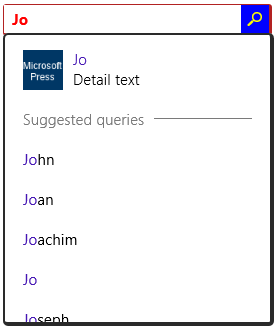 Jo
Microsoft
Press
Jo
Detail text
Suggested queries
John
Joan
Joachim
Jo
Joseph